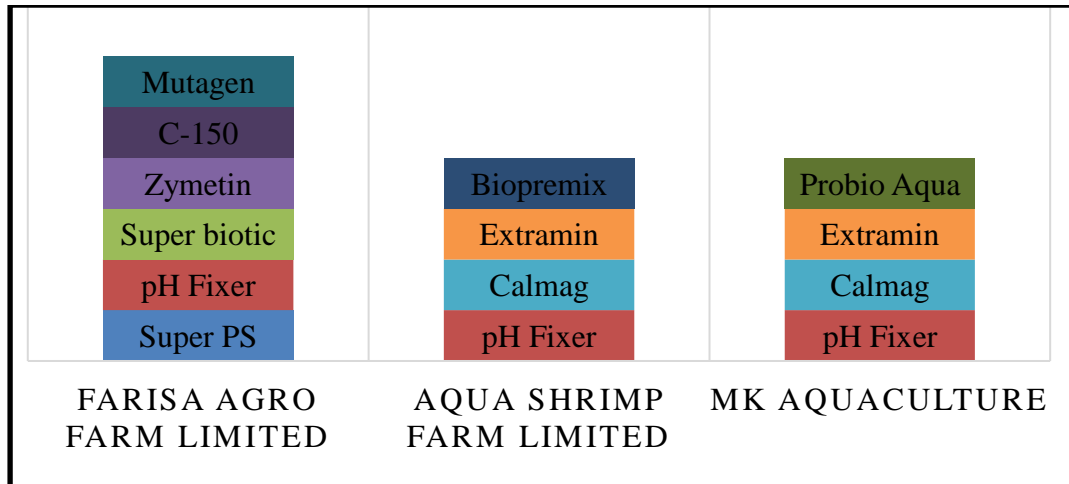 Mutagen
C-150
Zymetin
Super biotic
pH Fixer
Super PS
Biopremix
Extramin
Calmag
pH Fixer
Probio Aqua
Extramin
Calmag
pH Fixer
FARISA AGRO
FARM LIMITED
AQUA SHRIMP
FARM LIMITED
MK AQUACULTURE